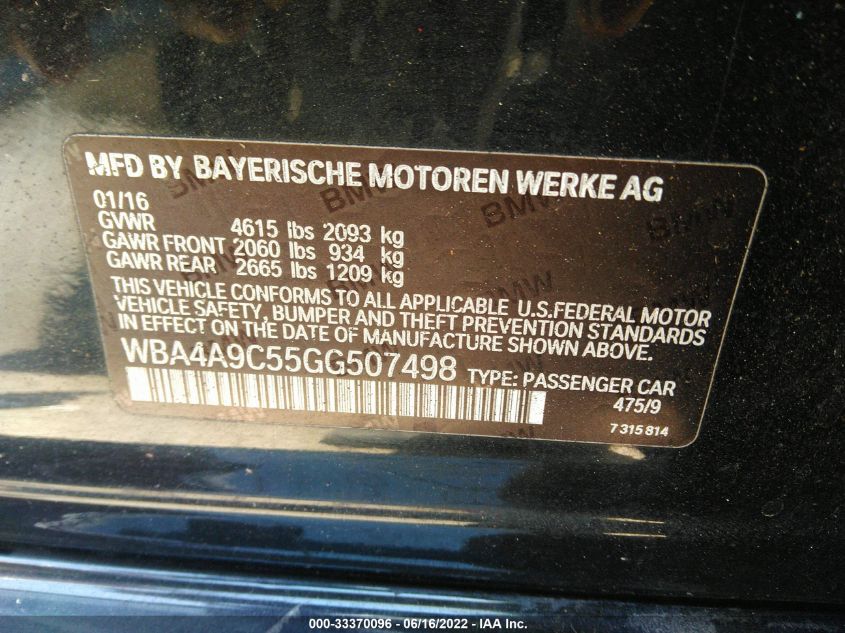 MFD BY BAYERISCHE MOTOREN WERKE AG
01/16
GVWR 4615 lbs 2093 kg
GAWR FRONT 2060 lbs 934 kg
GAWR REAR 2665 lbs 1209 kg
THIS VEHICLE CONFORMS TO ALL APPLICABLE U.S.FEDERAL MOTOR
VEHICLE SAFETY, BUMPER AND THEFT PREVENTION STANDARDS
IN EFFECT ON THE DATE OF MANUFACTURE SHOWN ABOVE.
WBA4A9C55GG507498 TYPE: PASSENGER CAR
475/9
7 315 814
BMW
BMW
BMW
000-33370096 - 06/16/2022 - IAA Inc.